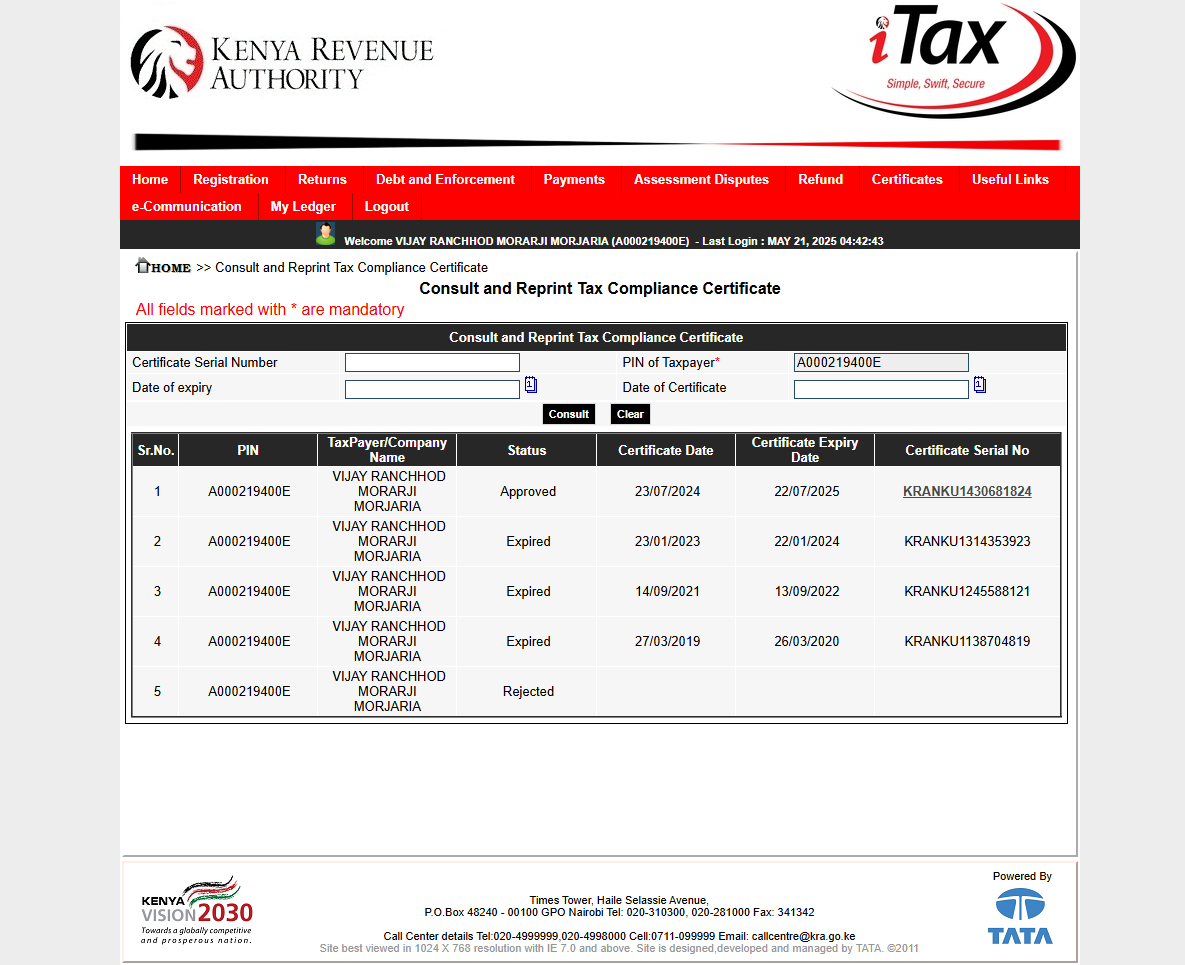 KENYA REVENUE
AUTHORITY
iTax
Simple, Swift, Secure
Home Registration Returns Debt and Enforcement Payments Assessment Disputes Refund Certificates Useful Links
e-Communication My Ledger Logout
Welcome VIJAY RANCHHOD MORARJI MORJARIA (A000219400E) - Last Login : MAY 21, 2025 04:42:43
HOME >> Consult and Reprint Tax Compliance Certificate
Consult and Reprint Tax Compliance Certificate
All fields marked with * are mandatory
Consult and Reprint Tax Compliance Certificate
Certificate Serial Number PIN of Taxpayer* A000219400E
Date of expiry 1 Date of Certificate 1
Consult Clear
Sr.No. PIN TaxPayer/Company Name Status Certificate Date Certificate Expiry Date Certificate Serial No
1 A000219400E VIJAY RANCHHOD MORARJI MORJARIA Approved 23/07/2024 22/07/2025 KRANKU1430681824
2 A000219400E VIJAY RANCHHOD MORARJI MORJARIA Expired 23/01/2023 22/01/2024 KRANKU1314353923
3 A000219400E VIJAY RANCHHOD MORARJI MORJARIA Expired 14/09/2021 13/09/2022 KRANKU1245588121
4 A000219400E VIJAY RANCHHOD MORARJI MORJARIA Expired 27/03/2019 26/03/2020 KRANKU1138704819
5 A000219400E VIJAY RANCHHOD MORARJI MORJARIA Rejected
KENYA
VISION 2030
Towards a globally competitive
and prosperous nation.
Times Tower, Haile Selassie Avenue,
P.O.Box 48240 - 00100 GPO Nairobi Tel: 020-310300, 020-281000 Fax: 341342
Call Center details Tel:020-4999999,020-4998000 Cell:0711-099999 Email: callcentre@kra.go.ke
Site best viewed in 1024 X 768 resolution with IE 7.0 and above. Site is designed,developed and managed by TATA. ©2011
Powered By
TATA